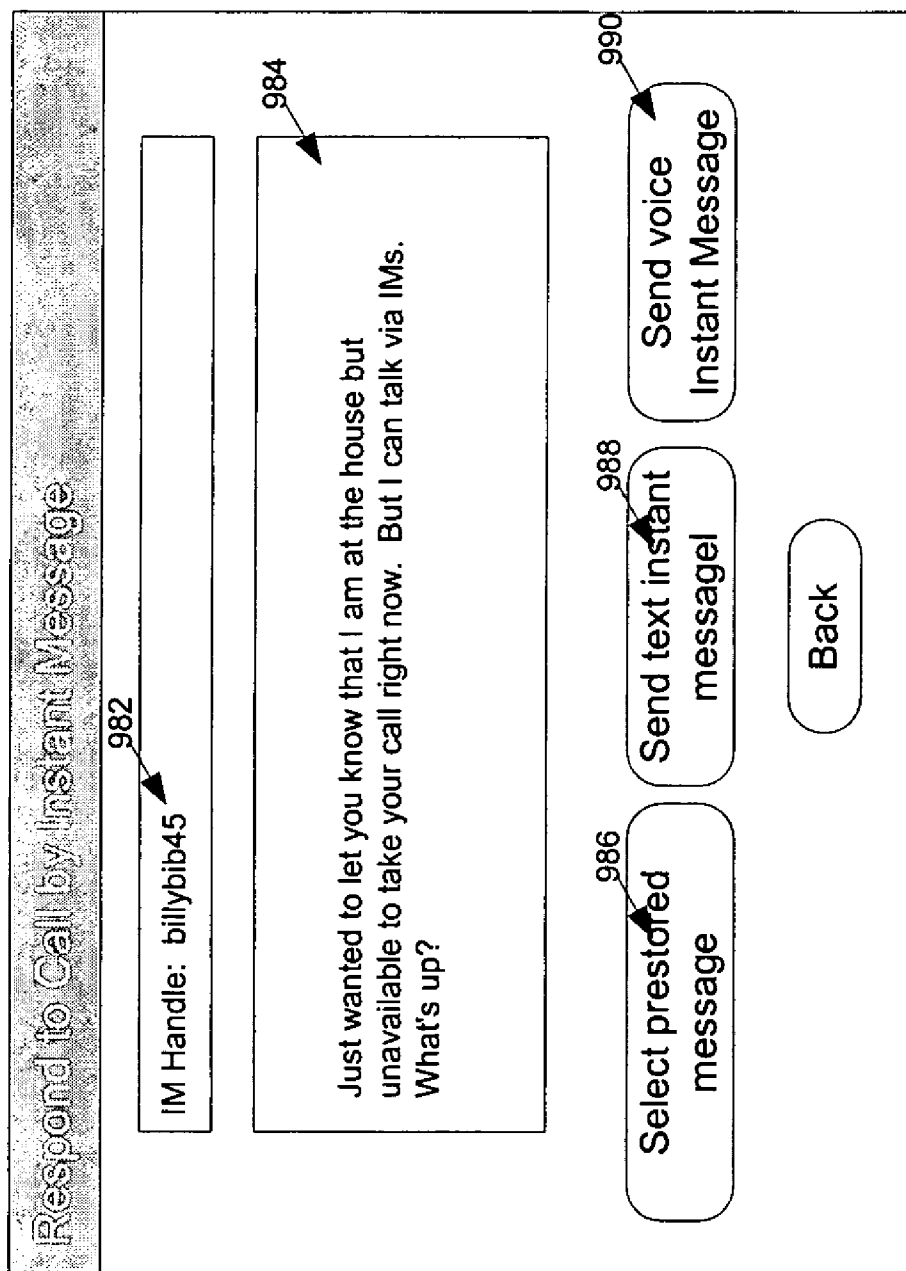 Respond to Call by Instant Message
982
IM Handle: billybib45
984
Just wanted to let you know that I am at the house but
unavailable to take your call right now. But I can talk via IMs.
What's up?
986
Select prestored
message
988
Send text instant
messagel
990
Send voice
Instant Message
Back